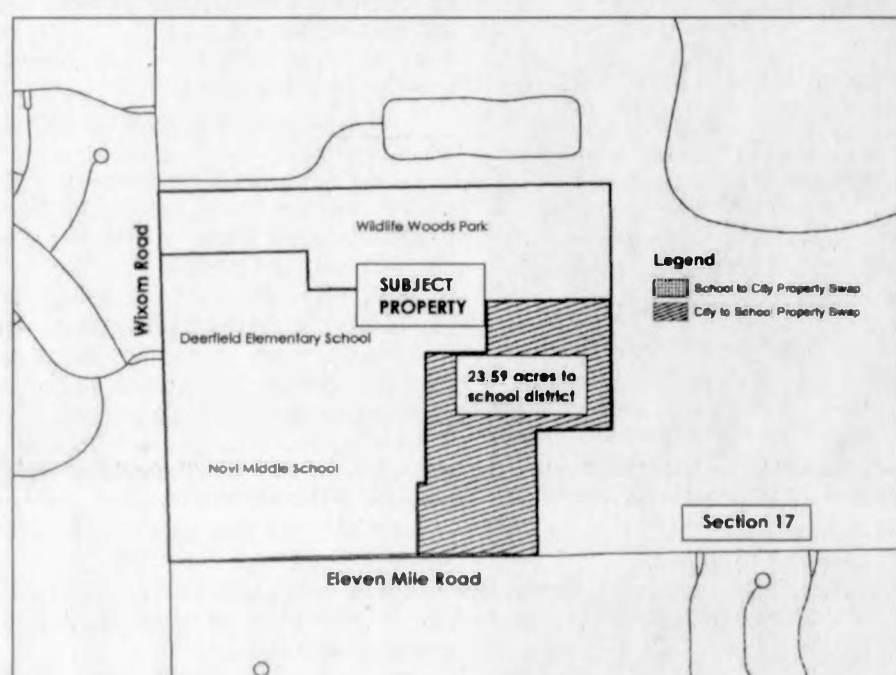 Wildlife Woods Park
Wixom Road
SUBJECT
PROPERTY
Legend
School to City Property Swap
City to School Property Swap
Deerfield Elementary School
23.59 acres to
school district
Novi Middle School
Section 17
Eleven Mile Road